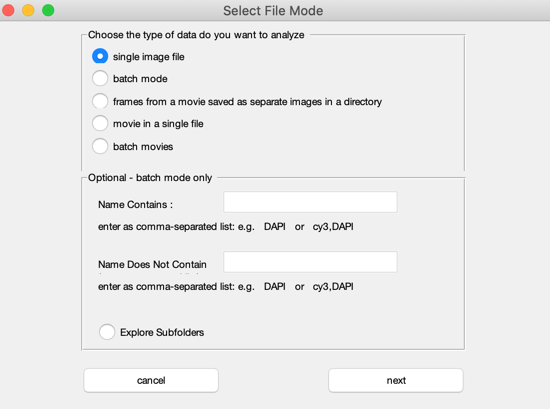 Select File Mode
Choose the type of data do you want to analyze
single image file
batch mode
frames from a movie saved as separate images in a directory
movie in a single file
batch movies
Optional - batch mode only
Name Contains :
enter as comma-separated list: e.g. DAPI or cy3,DAPI
Name Does Not Contain
enter as comma-separated list: e.g. DAPI or cy3,DAPI
Explore Subfolders
cancel next